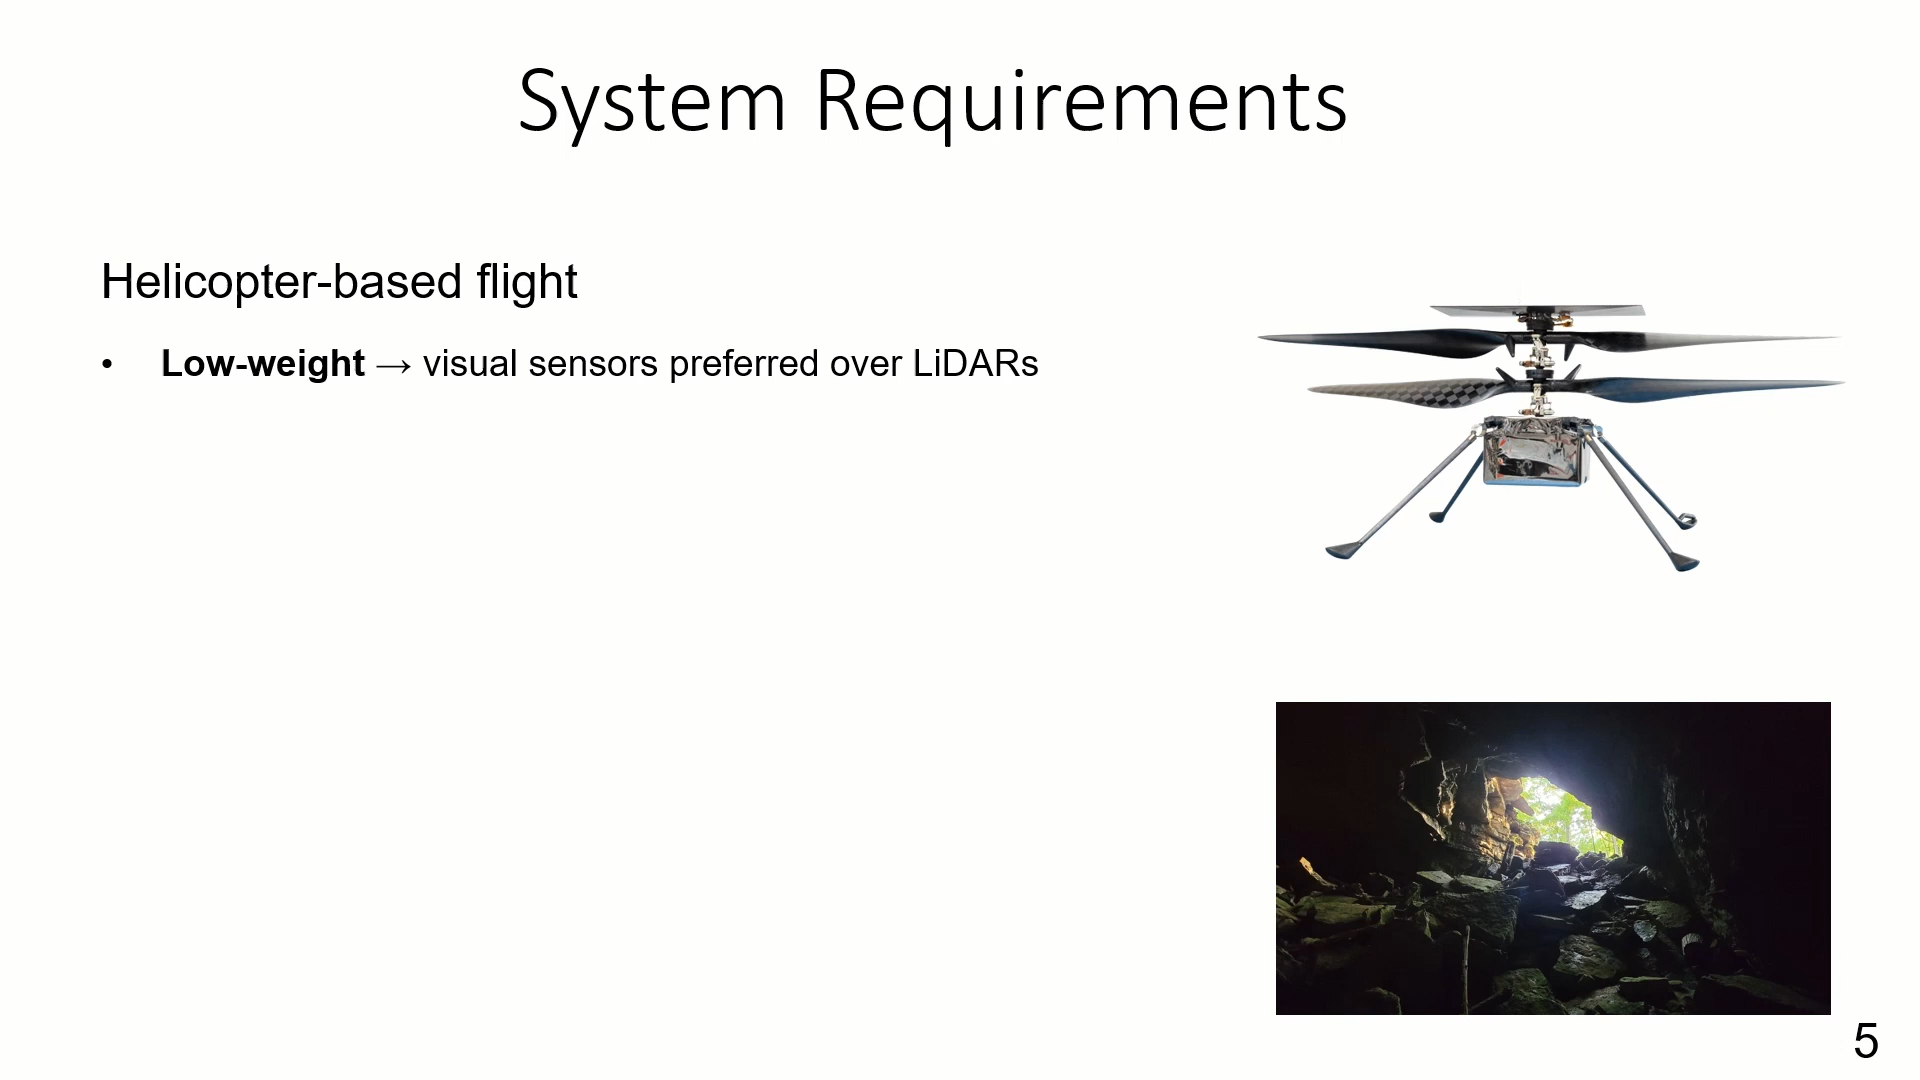 System Requirements
Helicopter-based flight
• Low-weight → visual sensors preferred over LiDARs
5